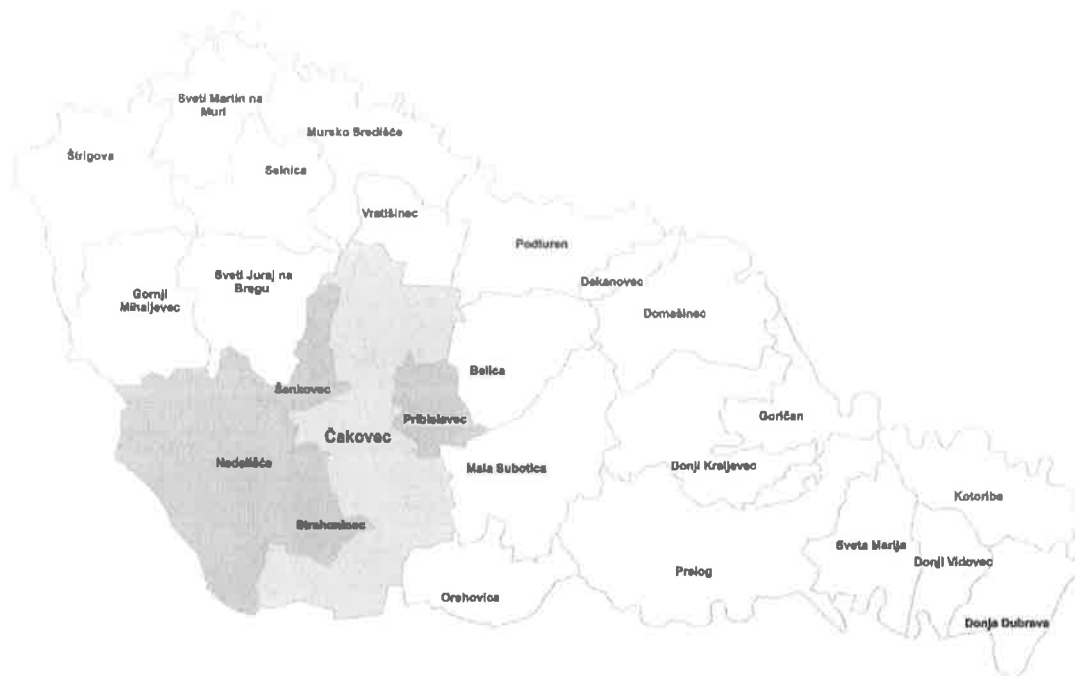 Sveti Martin na
Muri
Mursko Središće
Štrigova
Selnica
Vratišinec
Podturen
Sveti Juraj na
Bregu
Dekanovec
Gornji
Mihaljevec
Domašinec
Belica
Šenkovec
Pribislavec
Goričan
Čakovec
Nedelišće
Mala Subotica
Donji Kraljevec
Kotoriba
Strahoninec
Sveta Marija
Donji Vidovec
Prelog
Orehovica
Donja Dubrava